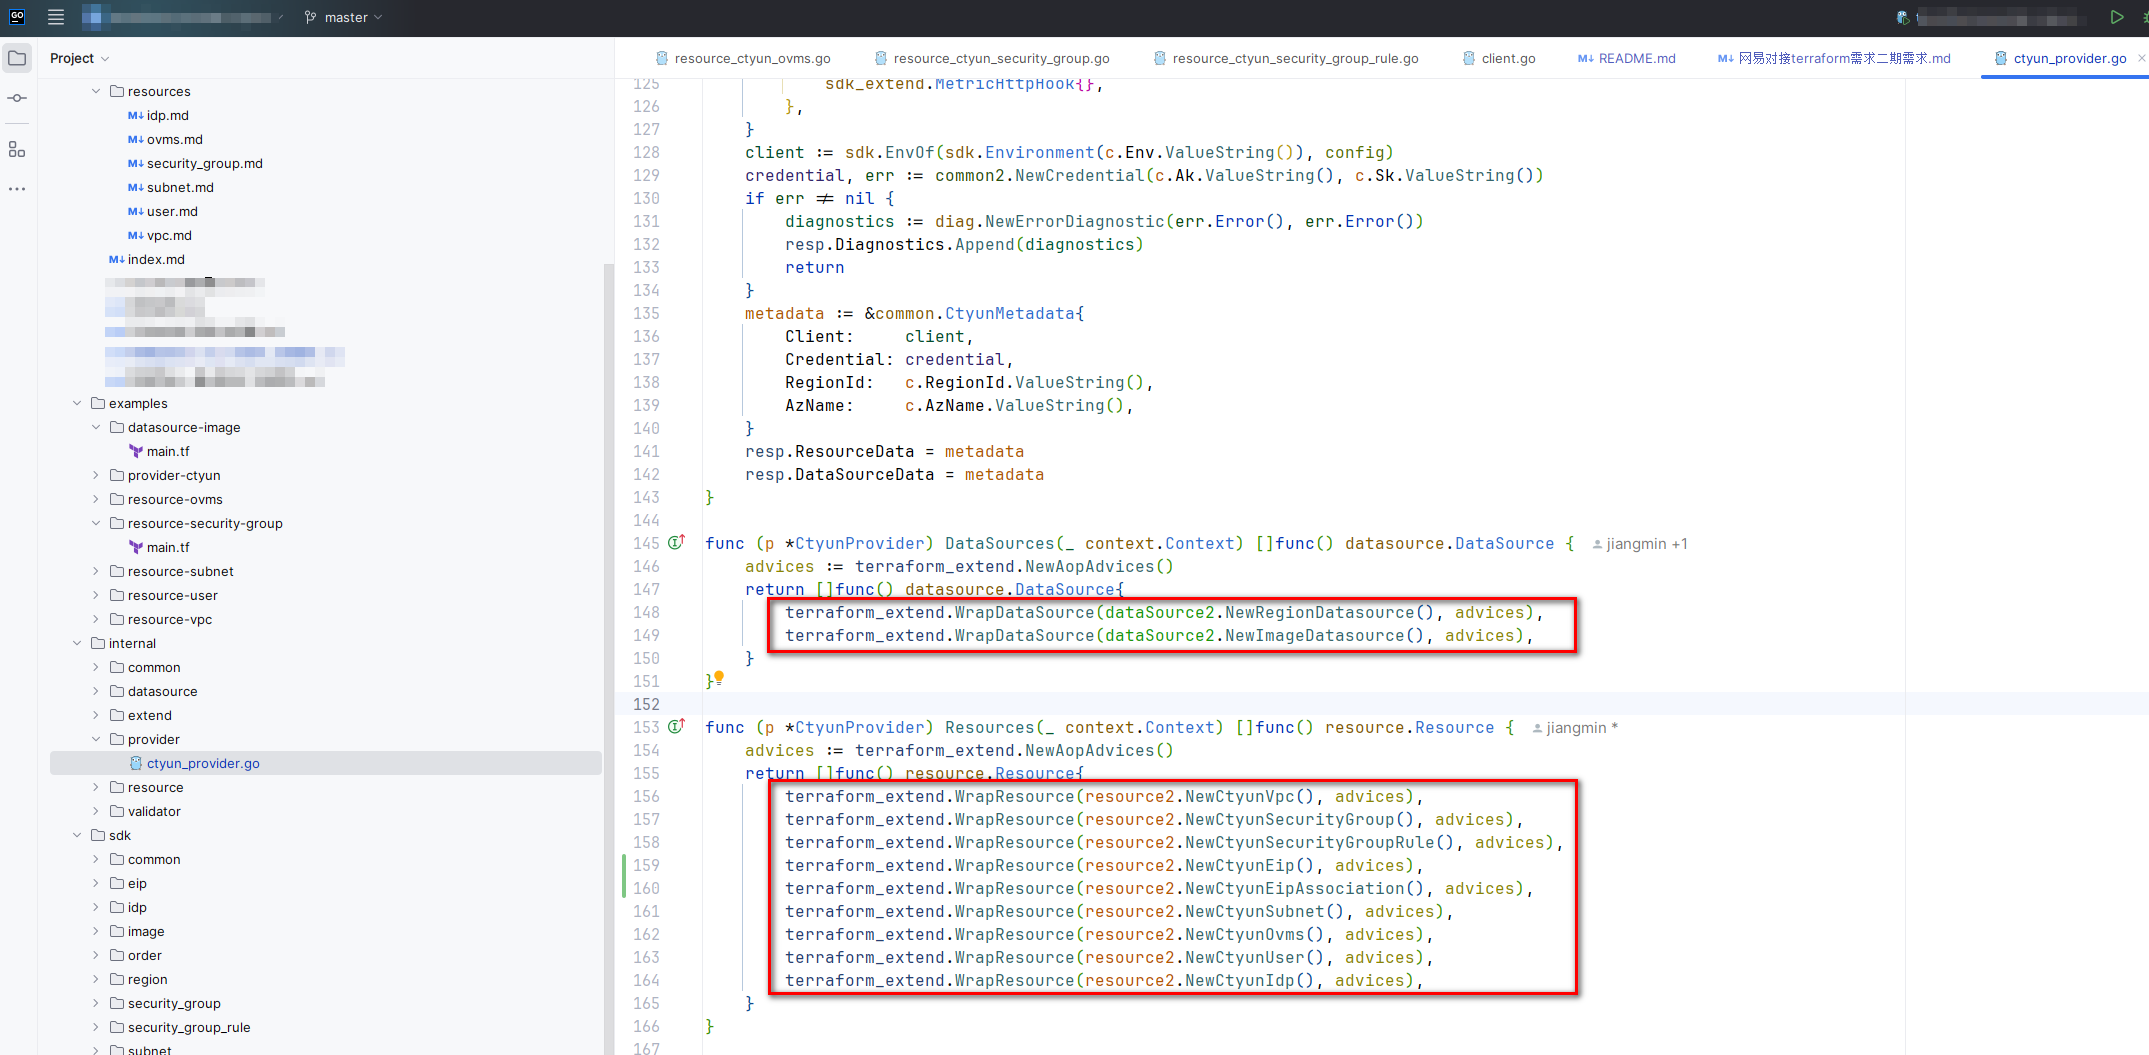 GO
master
Project
resource_ctyun_ovms.go
resource_ctyun_security_group.go
resource_ctyun_security_group_rule.go
client.go
M↓ README.md
M↓ 网易对接terraform需求二期需求.md
ctyun_provider.go
resources
M↓ idp.md
M↓ ovms.md
M↓ security_group.md
M↓ subnet.md
M↓ user.md
M↓ vpc.md
M↓ index.md
examples
datasource-image
main.tf
provider-ctyun
resource-ovms
resource-security-group
main.tf
resource-subnet
resource-user
resource-vpc
internal
common
datasource
extend
provider
ctyun_provider.go
resource
validator
sdk
common
eip
idp
image
order
region
security_group
security_group_rule
subnet
125 sdk_extend.MetricHttpHook{},
126 },
127 }
128 client := sdk.EnvOf(sdk.Environment(c.Env.ValueString()), config)
129 credential, err := common2.NewCredential(c.Ak.ValueString(), c.Sk.ValueString())
130 if err != nil {
131 diagnostics := diag.NewErrorDiagnostic(err.Error(), err.Error())
132 resp.Diagnostics.Append(diagnostics)
133 return
134 }
135 metadata := &common.CtyunMetadata{
136 Client: client,
137 Credential: credential,
138 RegionId: c.RegionId.ValueString(),
139 AzName: c.AzName.ValueString(),
140 }
141 resp.ResourceData = metadata
142 resp.DataSourceData = metadata
143 }
144
145 func (p *CtyunProvider) DataSources(_ context.Context) []func() datasource.DataSource { jiangmin +1
146 advices := terraform_extend.NewAopAdvices()
147 return []func() datasource.DataSource{
148 terraform_extend.WrapDataSource(dataSource2.NewRegionDatasource(), advices),
149 terraform_extend.WrapDataSource(dataSource2.NewImageDatasource(), advices),
150 }
151 }
152
153 func (p *CtyunProvider) Resources(_ context.Context) []func() resource.Resource { jiangmin *
154 advices := terraform_extend.NewAopAdvices()
155 return []func() resource.Resource{
156 terraform_extend.WrapResource(resource2.NewCtyunVpc(), advices),
157 terraform_extend.WrapResource(resource2.NewCtyunSecurityGroup(), advices),
158 terraform_extend.WrapResource(resource2.NewCtyunSecurityGroupRule(), advices),
159 terraform_extend.WrapResource(resource2.NewCtyunEip(), advices),
160 terraform_extend.WrapResource(resource2.NewCtyunEipAssociation(), advices),
161 terraform_extend.WrapResource(resource2.NewCtyunSubnet(), advices),
162 terraform_extend.WrapResource(resource2.NewCtyunOvms(), advices),
163 terraform_extend.WrapResource(resource2.NewCtyunUser(), advices),
164 terraform_extend.WrapResource(resource2.NewCtyunIdp(), advices),
165 }
166 }
167